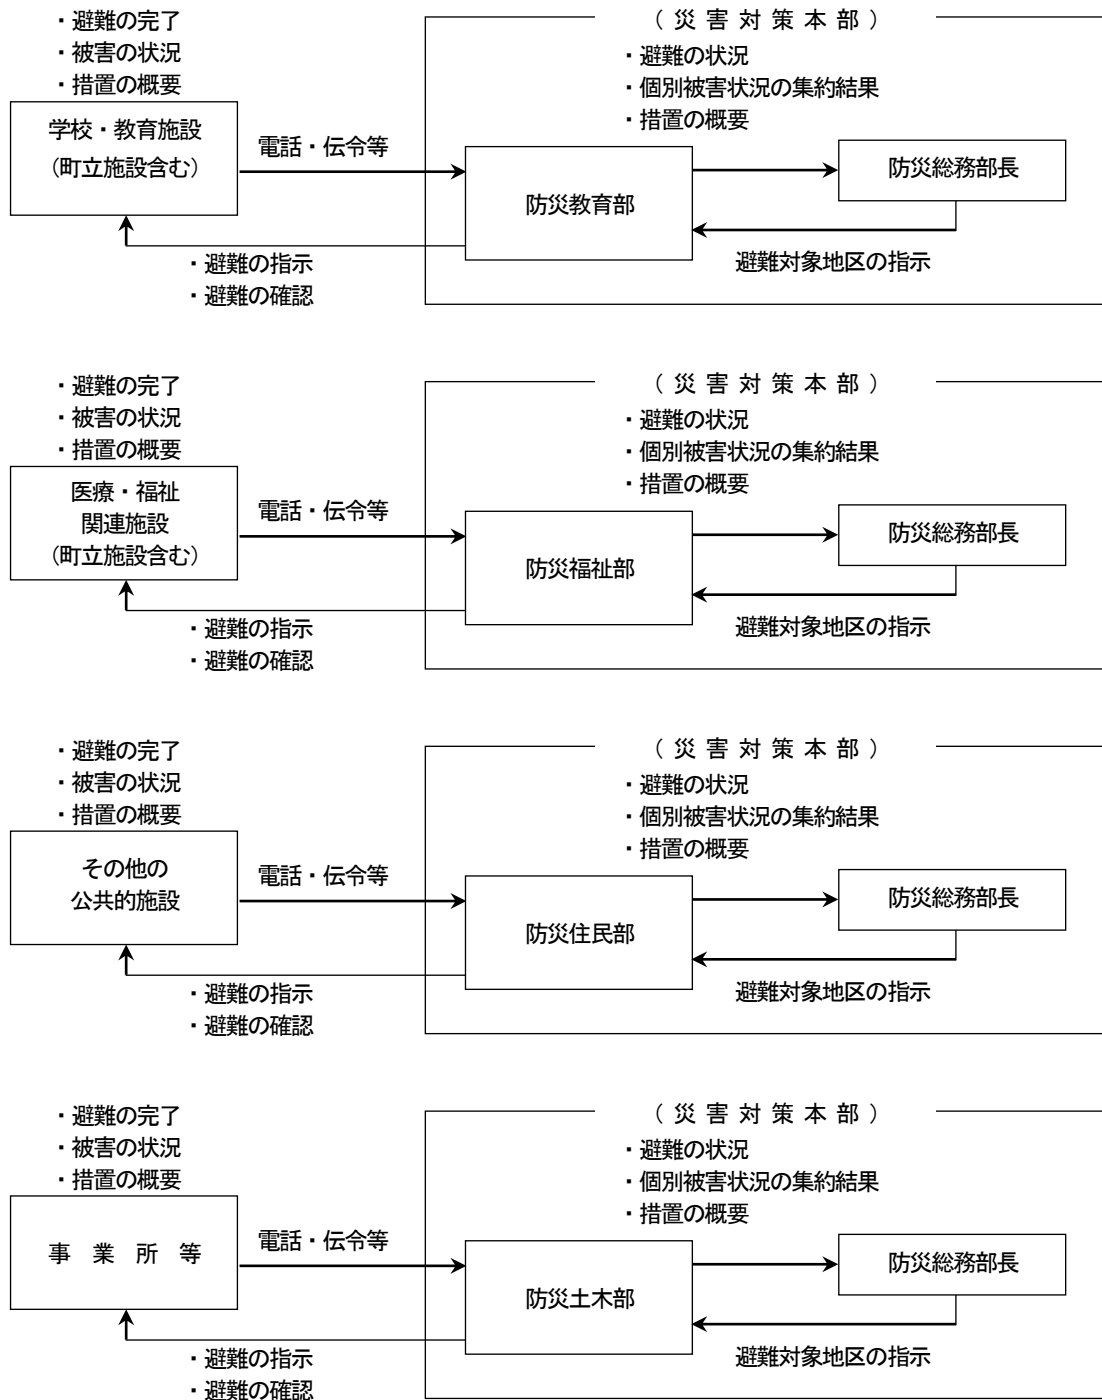 ・避難の完了
・被害の状況
・措置の概要
学校・教育施設
（町立施設含む）
電話・伝令等
・避難の指示
・避難の確認
（災害対策本部）
・避難の状況
・個別被害状況の集約結果
・措置の概要
防災教育部
防災総務部長
避難対象地区の指示
・避難の完了
・被害の状況
・措置の概要
医療・福祉
関連施設
（町立施設含む）
電話・伝令等
・避難の指示
・避難の確認
（災害対策本部）
・避難の状況
・個別被害状況の集約結果
・措置の概要
防災福祉部
防災総務部長
避難対象地区の指示
・避難の完了
・被害の状況
・措置の概要
その他の
公共的施設
電話・伝令等
・避難の指示
・避難の確認
（災害対策本部）
・避難の状況
・個別被害状況の集約結果
・措置の概要
防災住民部
防災総務部長
避難対象地区の指示
・避難の完了
・被害の状況
・措置の概要
事業所等
電話・伝令等
・避難の指示
・避難の確認
（災害対策本部）
・避難の状況
・個別被害状況の集約結果
・措置の概要
防災土木部
防災総務部長
避難対象地区の指示